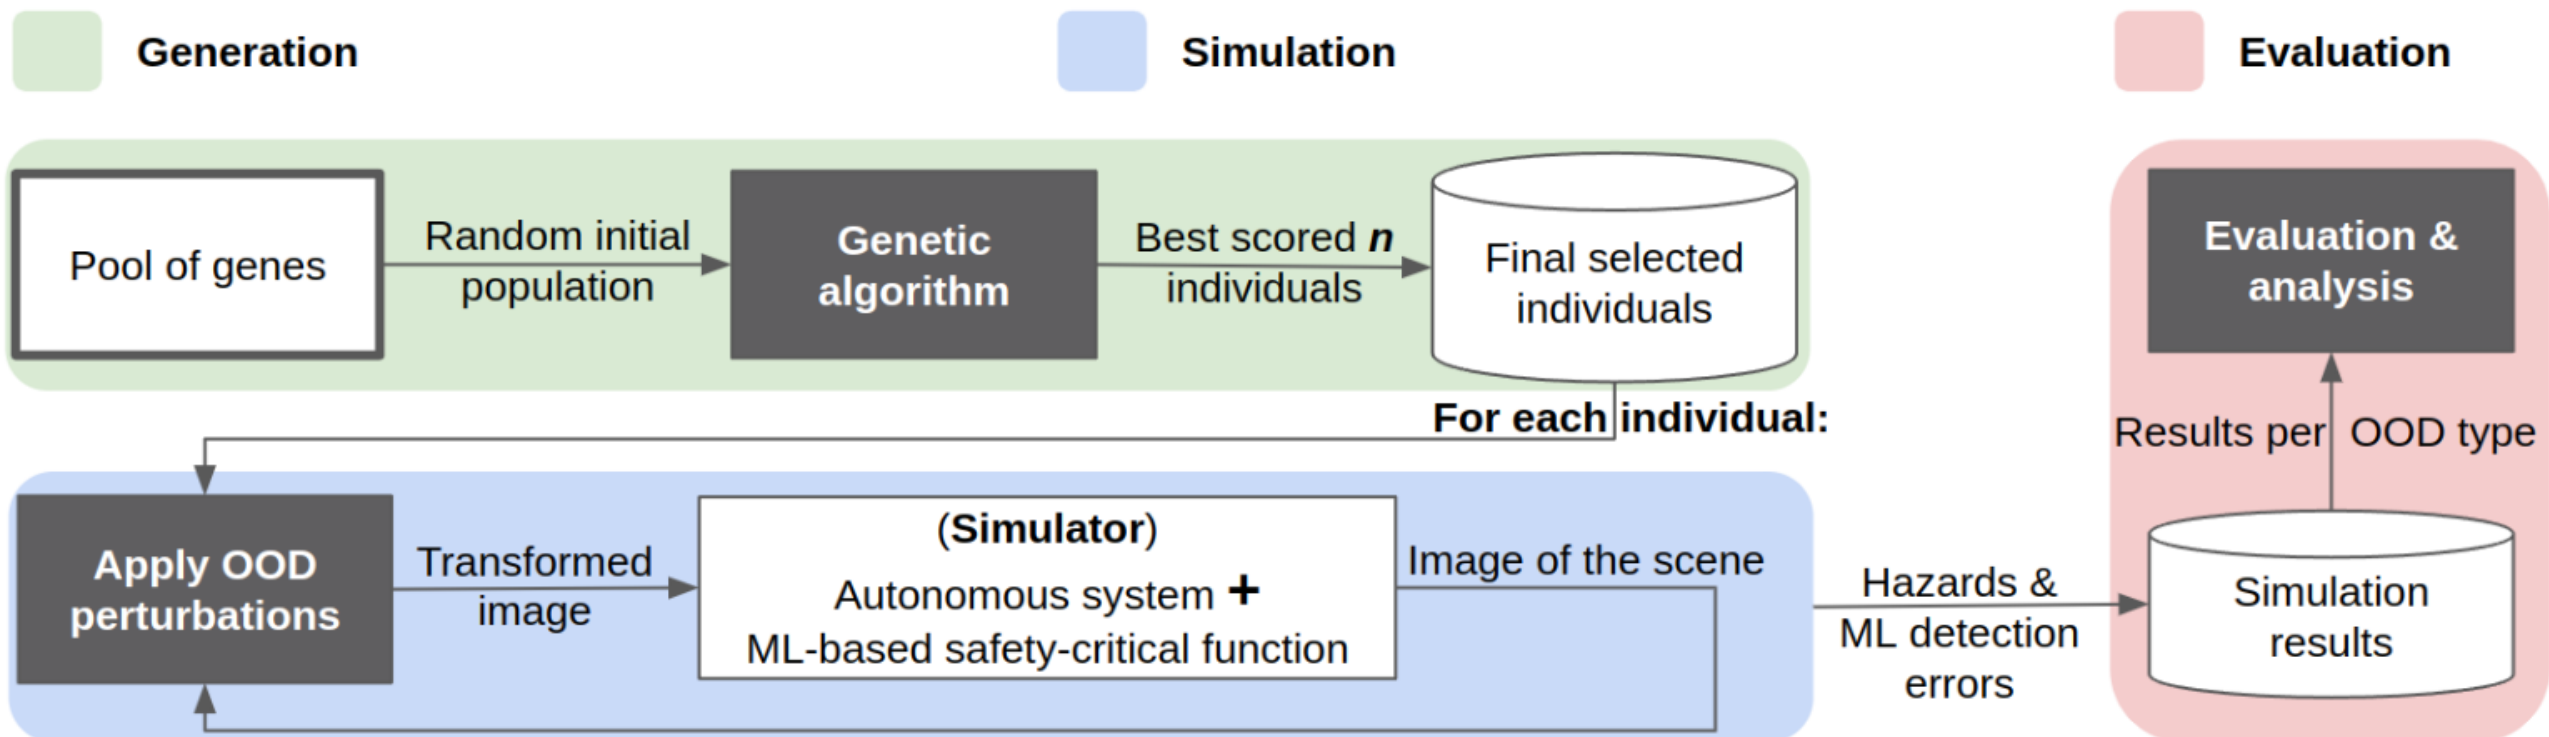 Generation
Simulation
Evaluation
Pool of genes
Random initial
population
Genetic
algorithm
Best scored n
individuals
Final selected
individuals
For each individual:
Apply OOD
perturbations
Transformed
image
(Simulator)
Autonomous system +
ML-based safety-critical function
Image of the scene
Hazards &
ML detection
errors
Simulation
results
Results per OOD type
Evaluation &
analysis